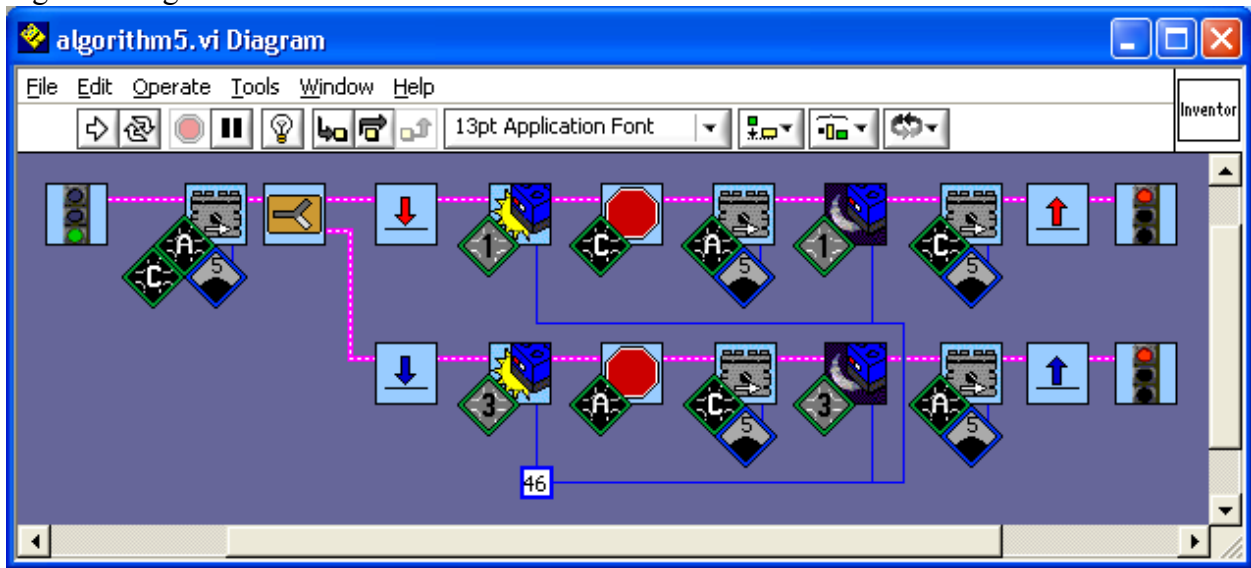 algorithm5.vi Diagram
File Edit Operate Tools Window Help
13pt Application Font
Inventor
A C 5
1 C A 5 1 C 5
3 A C 5 3 A 5
46